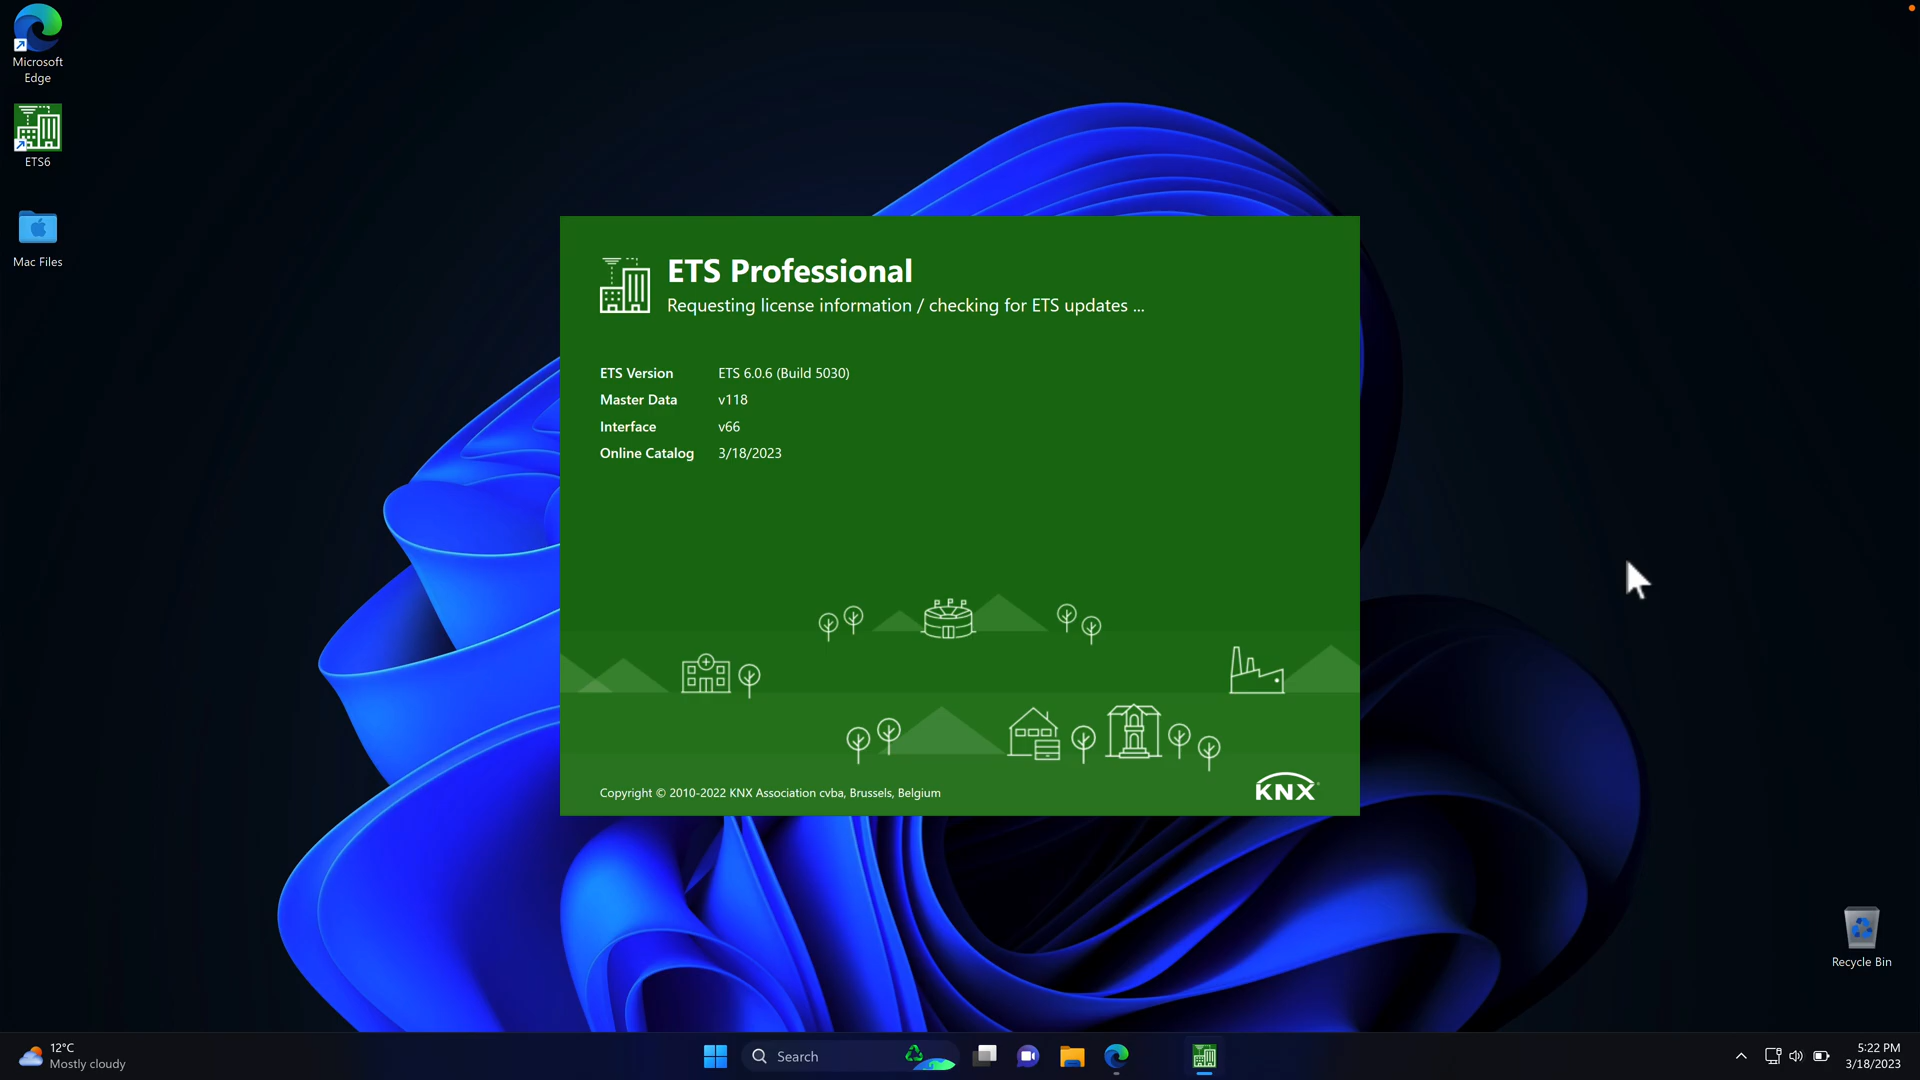 Microsoft
Edge
ETS6
Mac Files
ETS Professional
Requesting license information / checking for ETS updates ...
ETS Version ETS 6.0.6 (Build 5030)
Master Data v118
Interface v66
Online Catalog 3/18/2023
Copyright © 2010-2022 KNX Association cvba, Brussels, Belgium
KNX
Recycle Bin
12°C
Mostly cloudy
Search
5:22 PM
3/18/2023